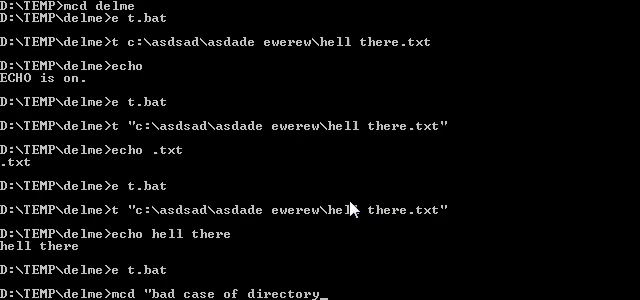 D:\TEMP>mcd delme
D:\TEMP\delme>e t.bat
D:\TEMP\delme>t c:\asdsad\asdade ewerew\hell there.txt
D:\TEMP\delme>echo
ECHO is on.
D:\TEMP\delme>e t.bat
D:\TEMP\delme>t "c:\asdsad\asdade ewerew\hell there.txt"
D:\TEMP\delme>echo .txt
.txt
D:\TEMP\delme>e t.bat
D:\TEMP\delme>t "c:\asdsad\asdade ewerew\hell there.txt"
D:\TEMP\delme>echo hell there
hell there
D:\TEMP\delme>e t.bat
D:\TEMP\delme>mcd "bad case of directory_